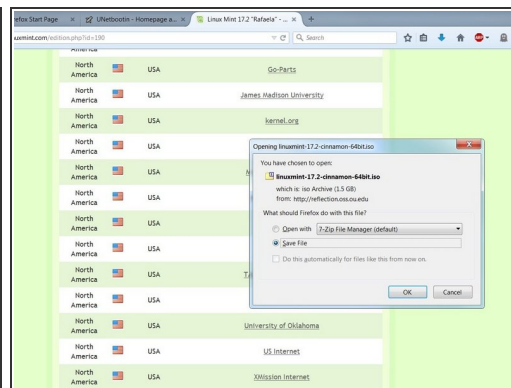 efox Start Page × UNetbootin - Homepage a... × Linux Mint 17.2 "Rafaela" - ... × +
uxmint.com/edition.php?id=190 Search
America
North America USA Go-Parts
North America USA James Madison University
North America USA kernel.org
North America USA
North America USA
North America USA
North America USA
North America USA
North America USA
North America USA
North America USA University of Oklahoma
North America USA US Internet
North America USA XMission Internet
Opening linuxmint-17.2-cinnamon-64bit.iso
You have chosen to open:
linuxmint-17.2-cinnamon-64bit.iso
which is: iso Archive (1.5 GB)
from: http://reflection.oss.ou.edu
What should Firefox do with this file?
Open with 7-Zip File Manager (default)
Save File
Do this automatically for files like this from now on.
OK Cancel